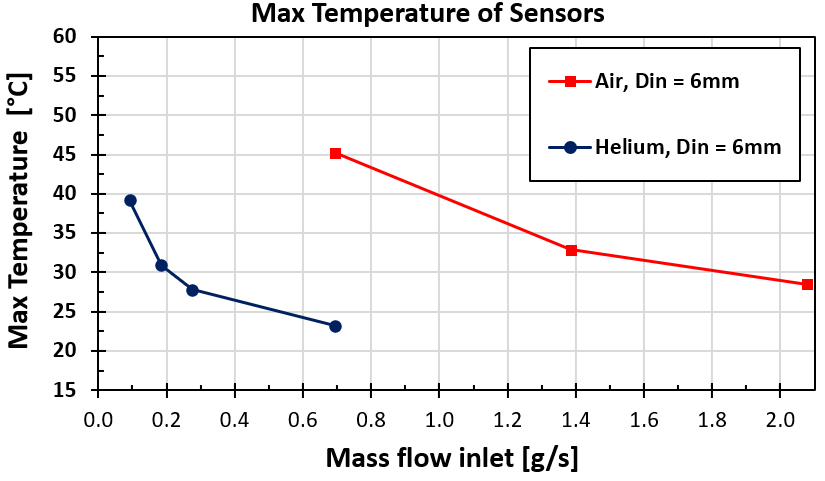 Max Temperature of Sensors
60
55
50
45
40
35
30
25
20
15
Max Temperature [°C]
Air, Din = 6mm
Helium, Din = 6mm
0.0 0.2 0.4 0.6 0.8 1.0 1.2 1.4 1.6 1.8 2.0
Mass flow inlet [g/s]